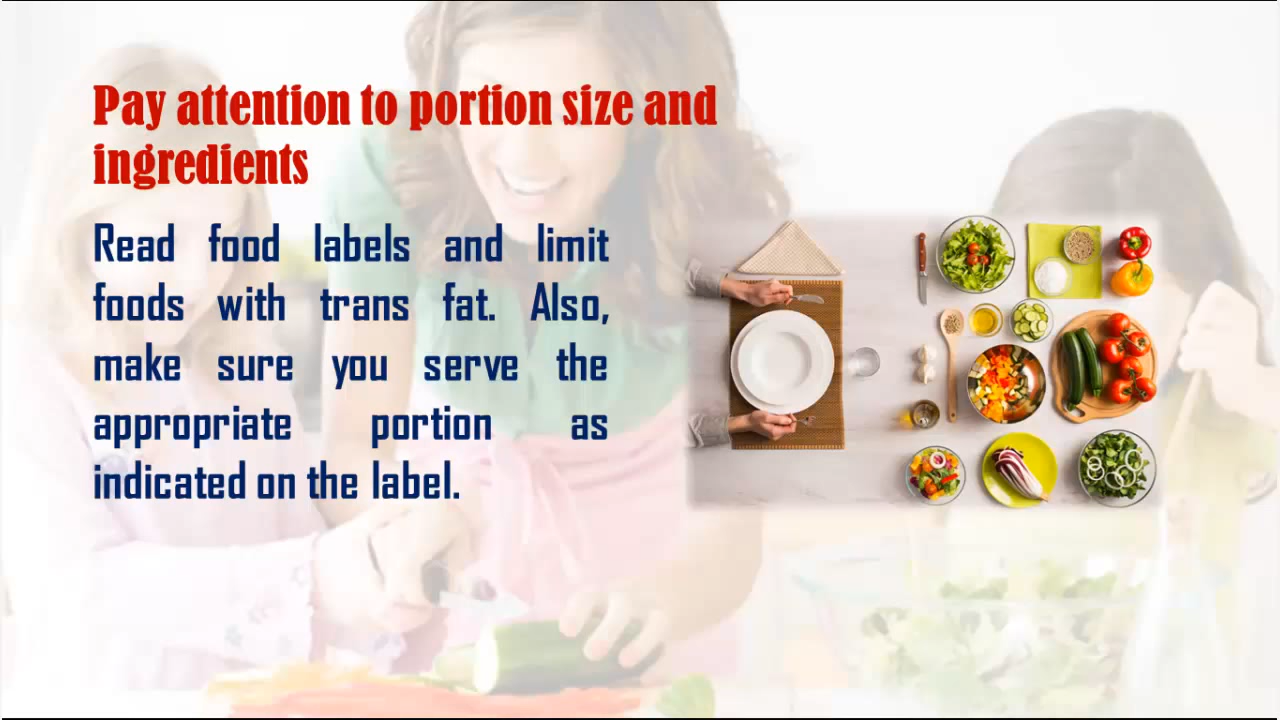 Pay attention to portion size and
ingredients
Read food labels and limit
foods with trans fat. Also,
make sure you serve the
appropriate portion as
indicated on the label.